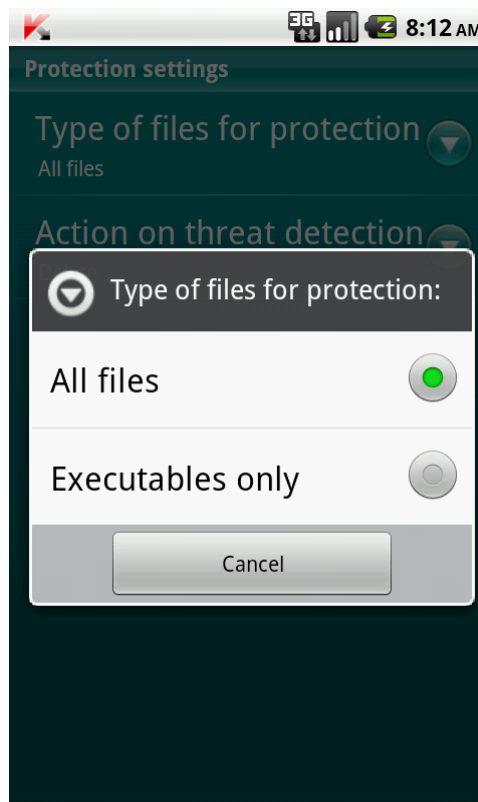 3G
8:12 AM
Protection settings
Type of files for protection
All files
Action on threat detection
Type of files for protection:
All files
Executables only
Cancel